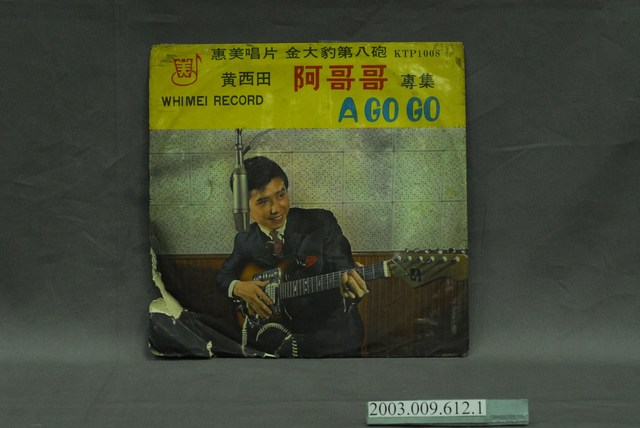 惠美唱片 金大豹第八砲 KTP1008
黄西田 阿哥哥 專集
WHIMEI RECORD A GO GO
2003.009.612.1